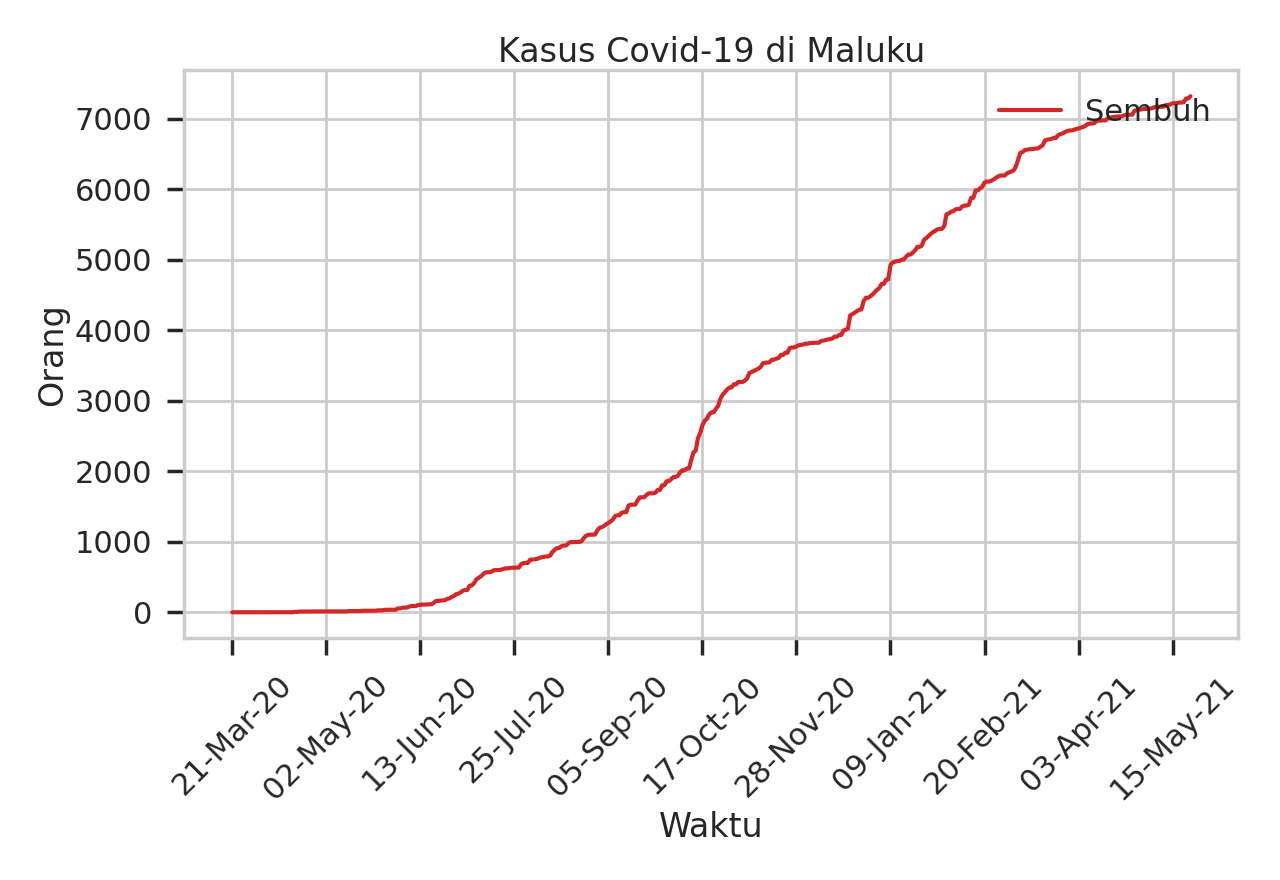 Kasus Covid-19 di Maluku
Sembuh
7000
6000
5000
4000
3000
2000
1000
0
Orang
21-Mar-20
02-May-20
13-Jun-20
25-Jul-20
05-Sep-20
17-Oct-20
28-Nov-20
09-Jan-21
20-Feb-21
03-Apr-21
15-May-21
Waktu